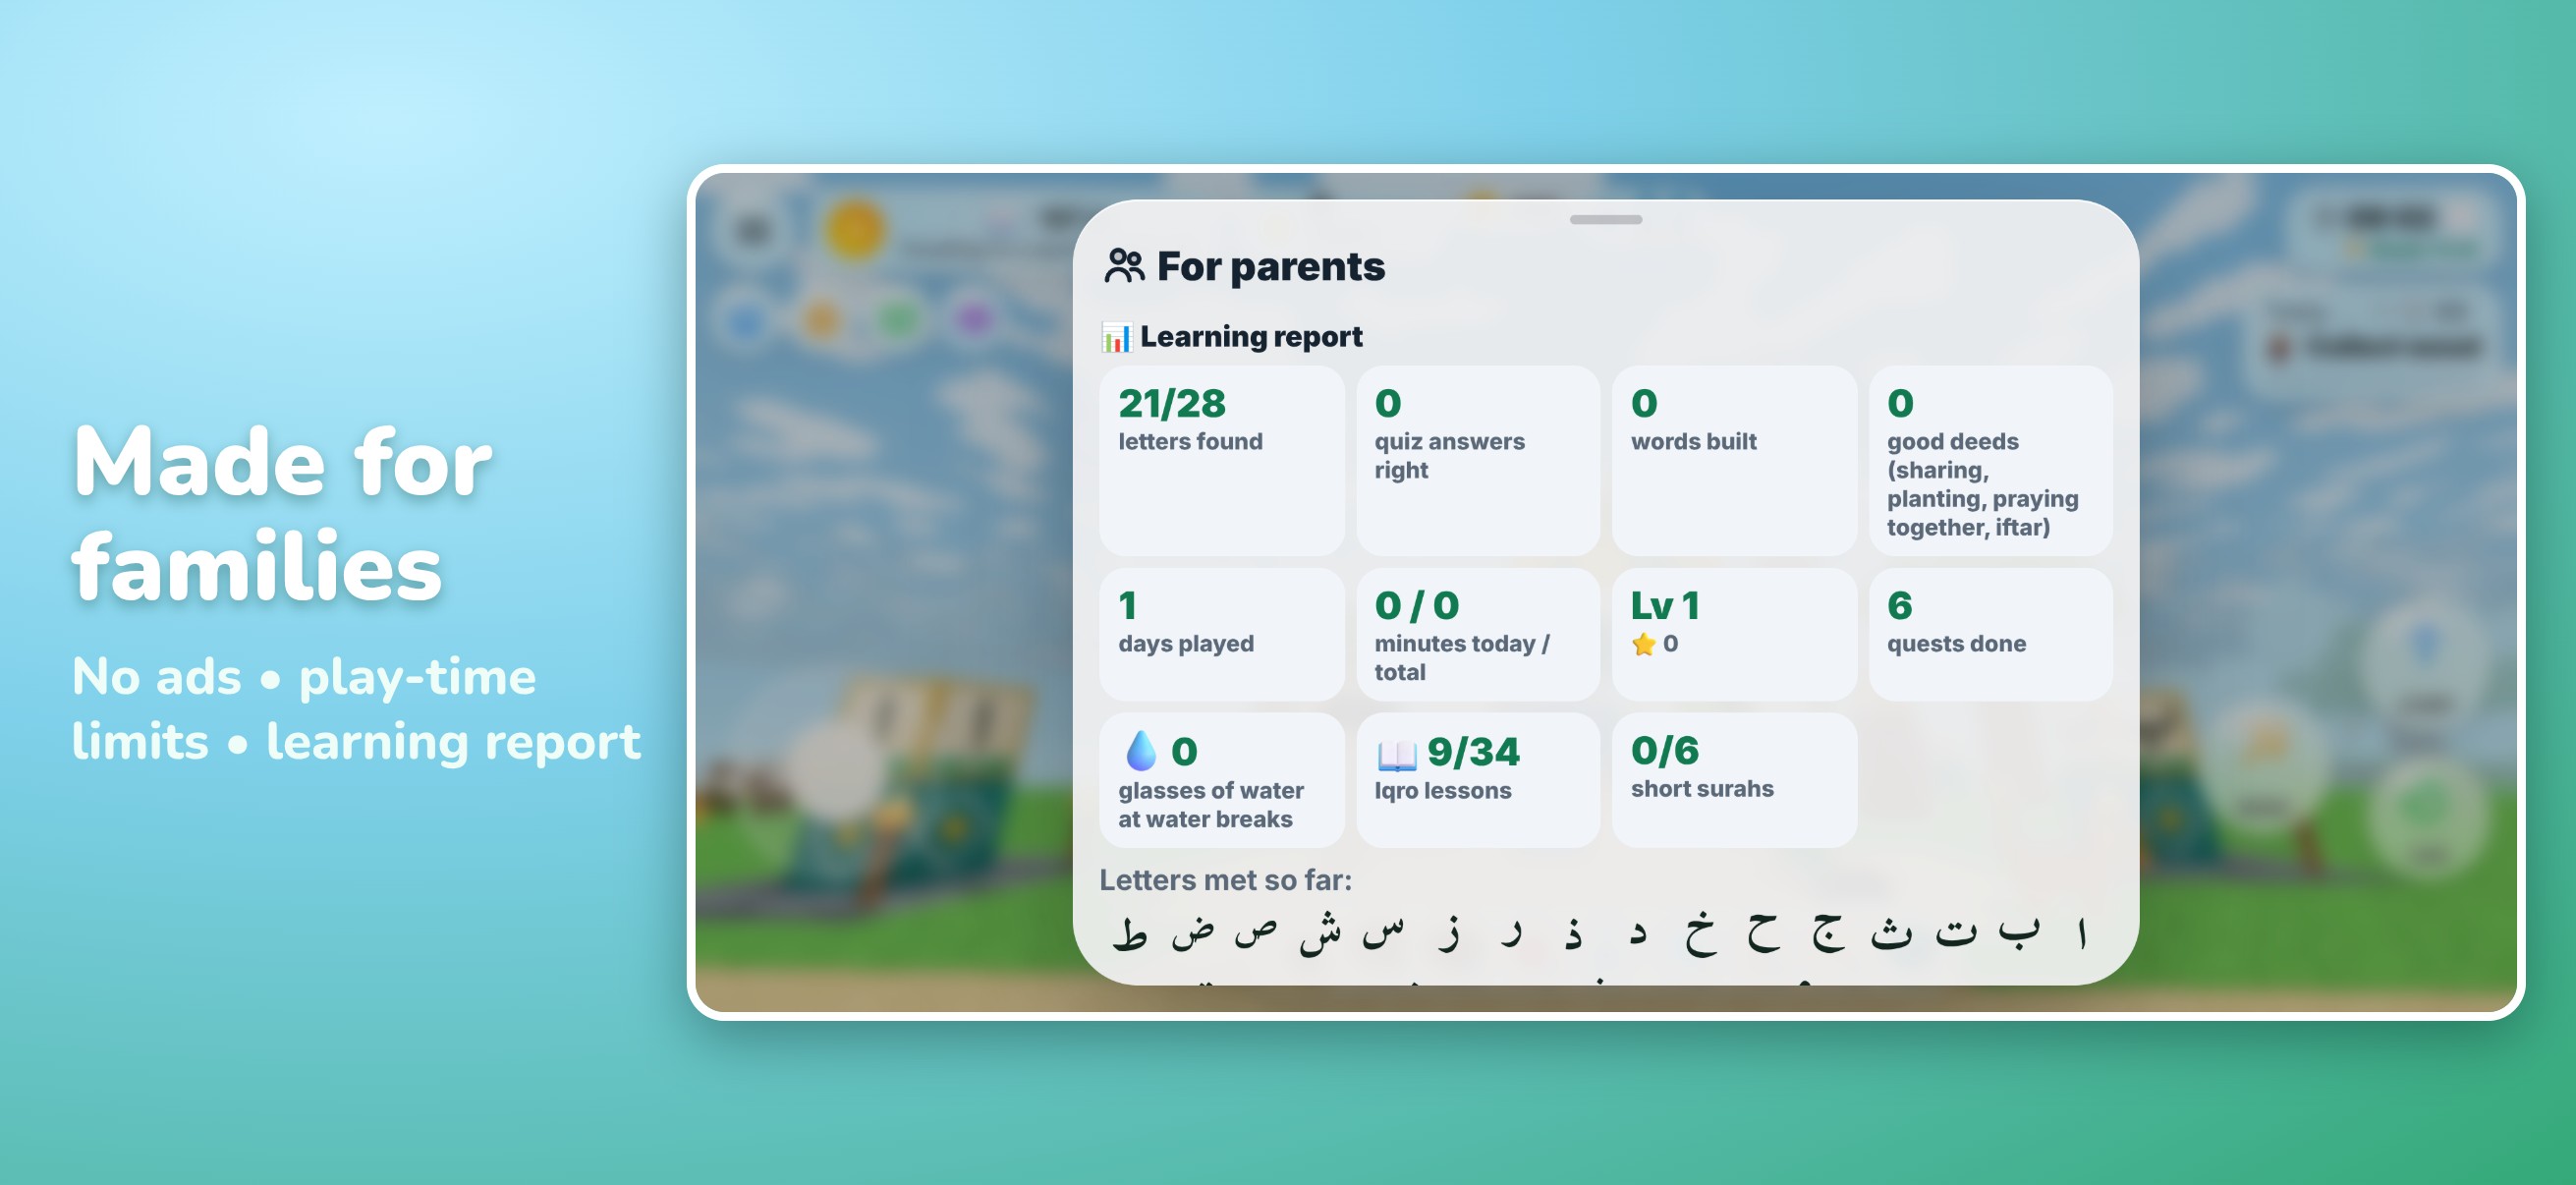 Made for
families
No ads • play-time
limits • learning report
For parents
📊 Learning report
21/28
letters found
0
quiz answers
right
0
words built
0
good deeds
(sharing,
planting, praying
together, iftar)
1
days played
0 / 0
minutes today /
total
Lv 1
⭐ 0
6
quests done
💧 0
glasses of water
at water breaks
📖 9/34
Iqro lessons
0/6
short surahs
Letters met so far:
ا ب ت ث ج ح خ د ذ ر ز س ش ص ض ط